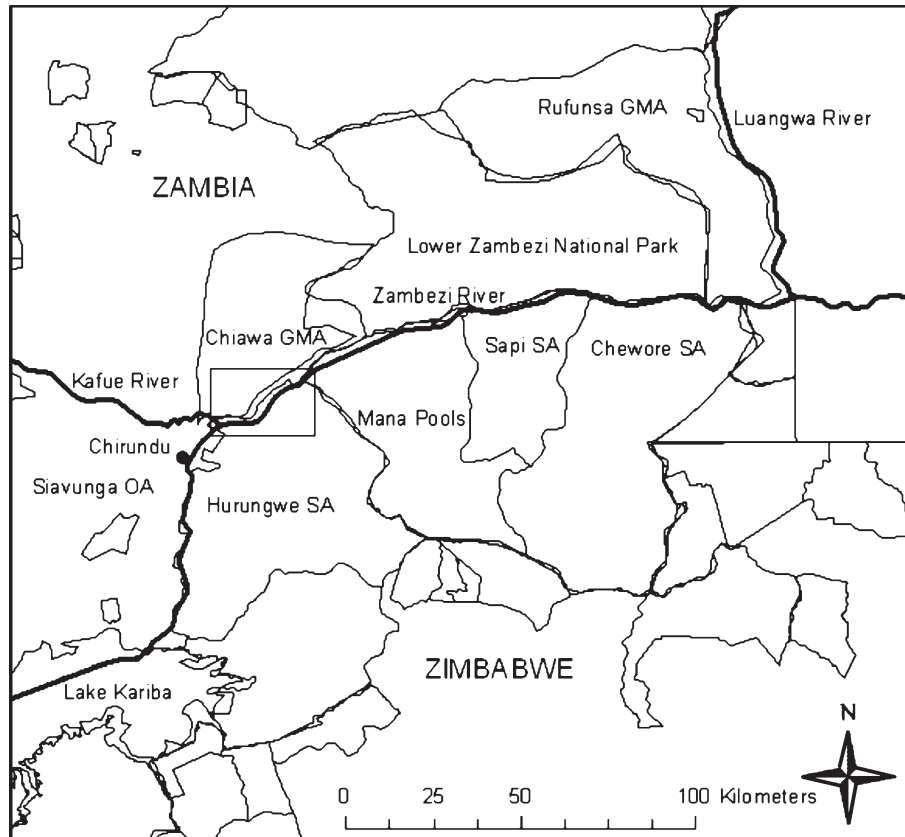 Rufunsa GMA
Luangwa River
ZAMBIA
Lower Zambezi National Park
Zambezi River
Chiawa GMA
Sapi SA
Chewore SA
Kafue River
Mana Pools
Chirundu
Siavunga OA
Hurungwe SA
ZIMBABWE
Lake Kariba
N
0 25 50 100 Kilometers